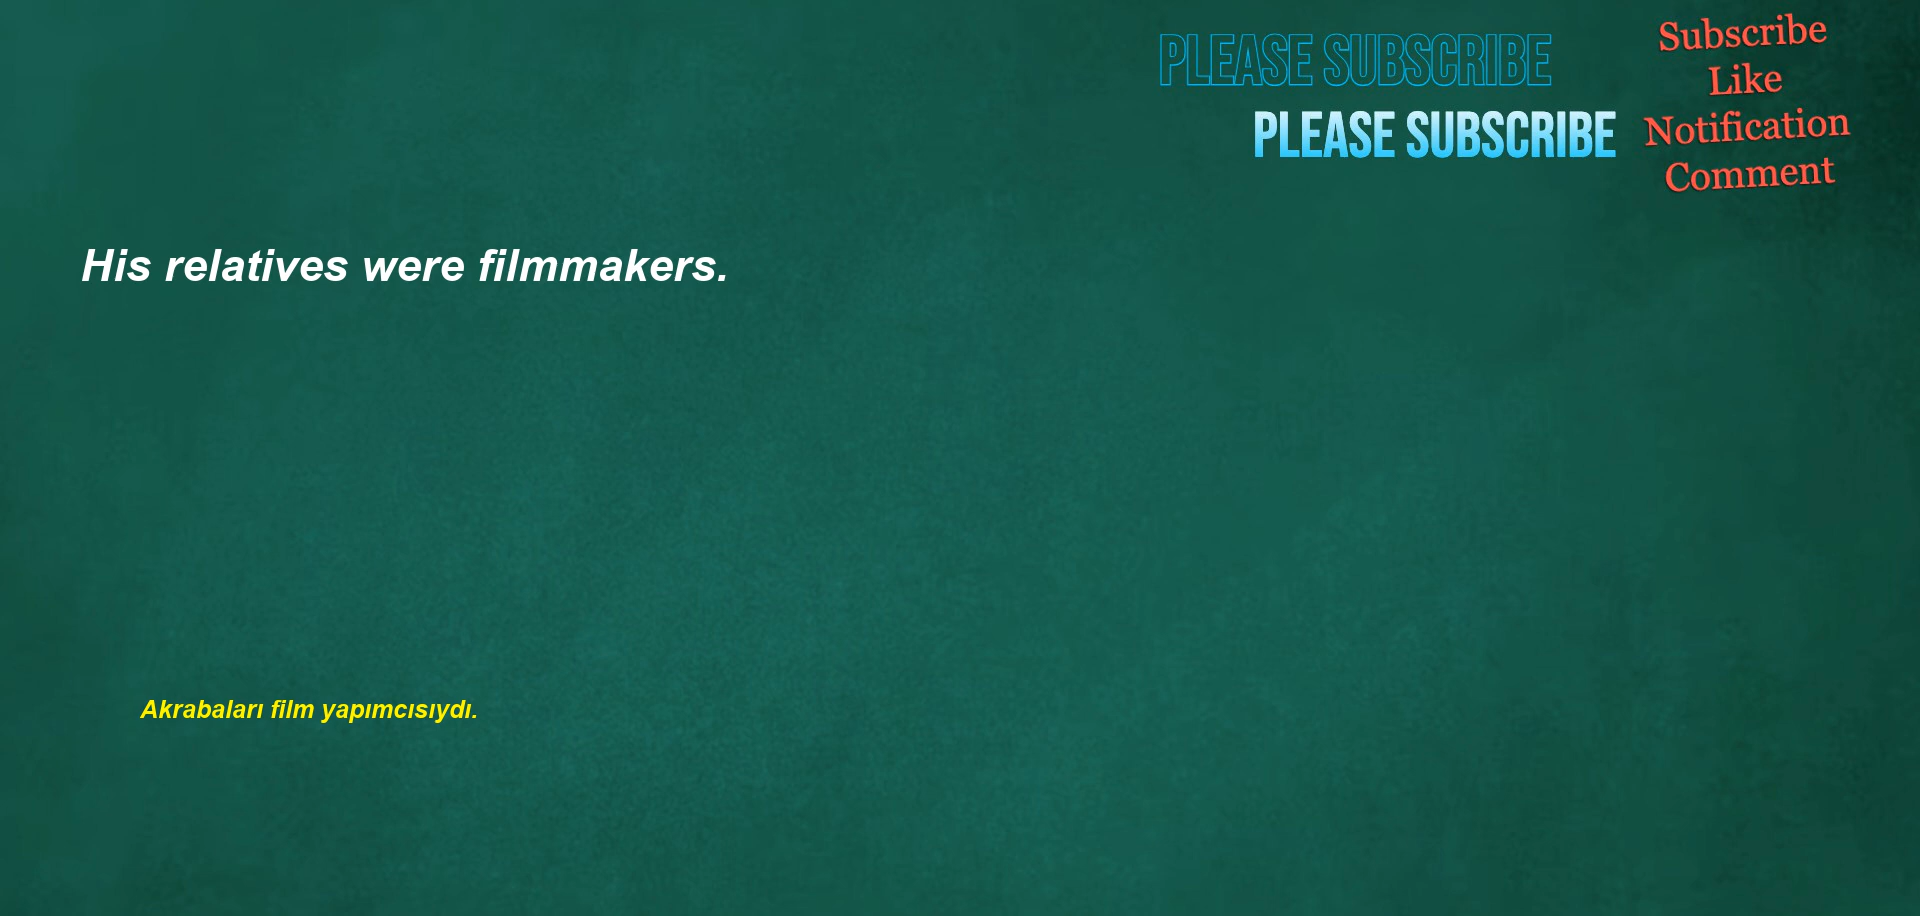 PLEASE SUBSCRIBE
PLEASE SUBSCRIBE
Subscribe
Like
Notification
Comment
His relatives were filmmakers.
Akrabaları film yapımcısıydı.